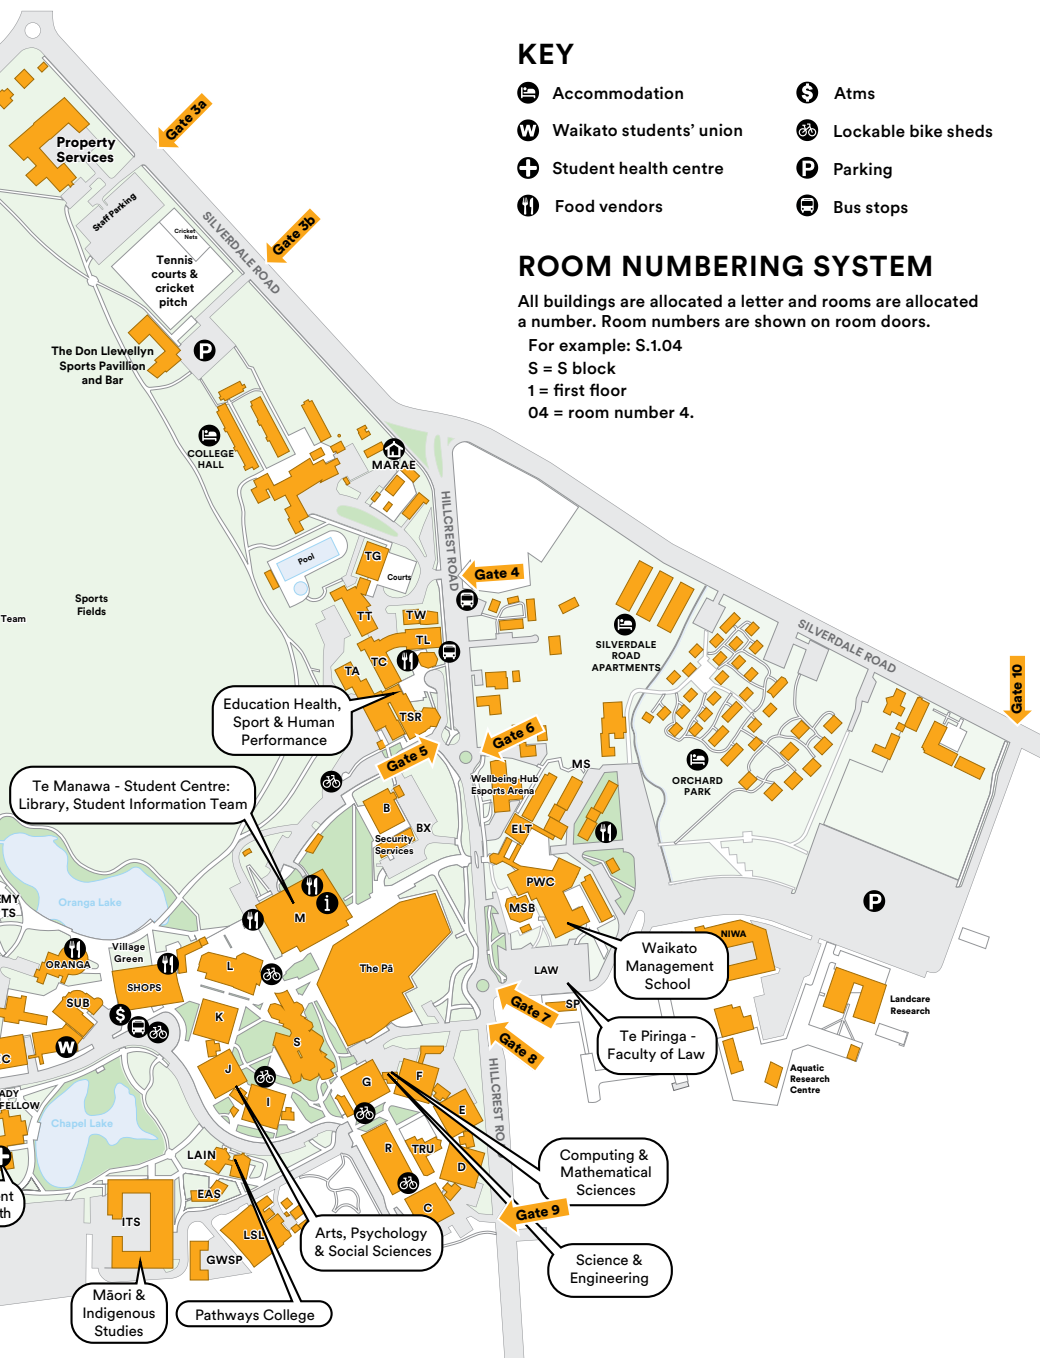 KEY
Accommodation
Waikato students' union
Student health centre
Food vendors
Atms
Lockable bike sheds
Parking
Bus stops
ROOM NUMBERING SYSTEM
All buildings are allocated a letter and rooms are allocated
a number. Room numbers are shown on room doors.
For example: S.1.04
S = S block
1 = first floor
04 = room number 4.
Gate 3a
Property
Services
Staff Parking
Cricket
Nets
SILVERDALE ROAD
Gate 3b
Tennis
courts &
cricket
pitch
The Don Llewellyn
Sports Pavillion
and Bar
P
COLLEGE
HALL
MARAE
HILLCREST ROAD
Pool
TG
Courts
Gate 4
Sports
Fields
Team
TT
TW
TL
TC
TA
TSR
SILVERDALE
ROAD
APARTMENTS
SILVERDALE ROAD
Gate 10
ORCHARD
PARK
Education Health,
Sport & Human
Performance
Gate 5
Gate 6
MS
Wellbeing Hub
Esports Arena
Te Manawa - Student Centre:
Library, Student Information Team
B
BX
Security
Services
ELT
PWC
MSB
P
Oranga Lake
EMY
TS
M
i
The Pā
NIWA
Waikato
Management
School
LAW
SP
Te Piringa -
Faculty of Law
Gate 7
Gate 8
Landcare
Research
Aquatic
Research
Centre
ORANGA
Village
Green
SHOPS
L
SUB
$
W
C
K
S
J
I
G
F
E
R
TRU
D
C
HILLCREST RO
ADY
FELLOW
Chapel Lake
LAIN
EAS
ITS
LSL
GWSP
nt
th
Computing &
Mathematical
Sciences
Gate 9
Science &
Engineering
Arts, Psychology
& Social Sciences
Māori &
Indigenous
Studies
Pathways College